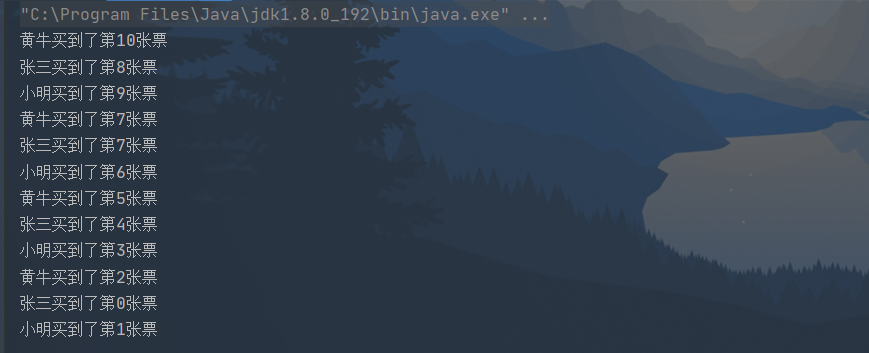 "C:\Program Files\Java\jdk1.8.0_192\bin\java.exe" ...
黄牛买到了第10张票
张三买到了第8张票
小明买到了第9张票
黄牛买到了第7张票
张三买到了第7张票
小明买到了第6张票
黄牛买到了第5张票
张三买到了第4张票
小明买到了第3张票
黄牛买到了第2张票
张三买到了第0张票
小明买到了第1张票